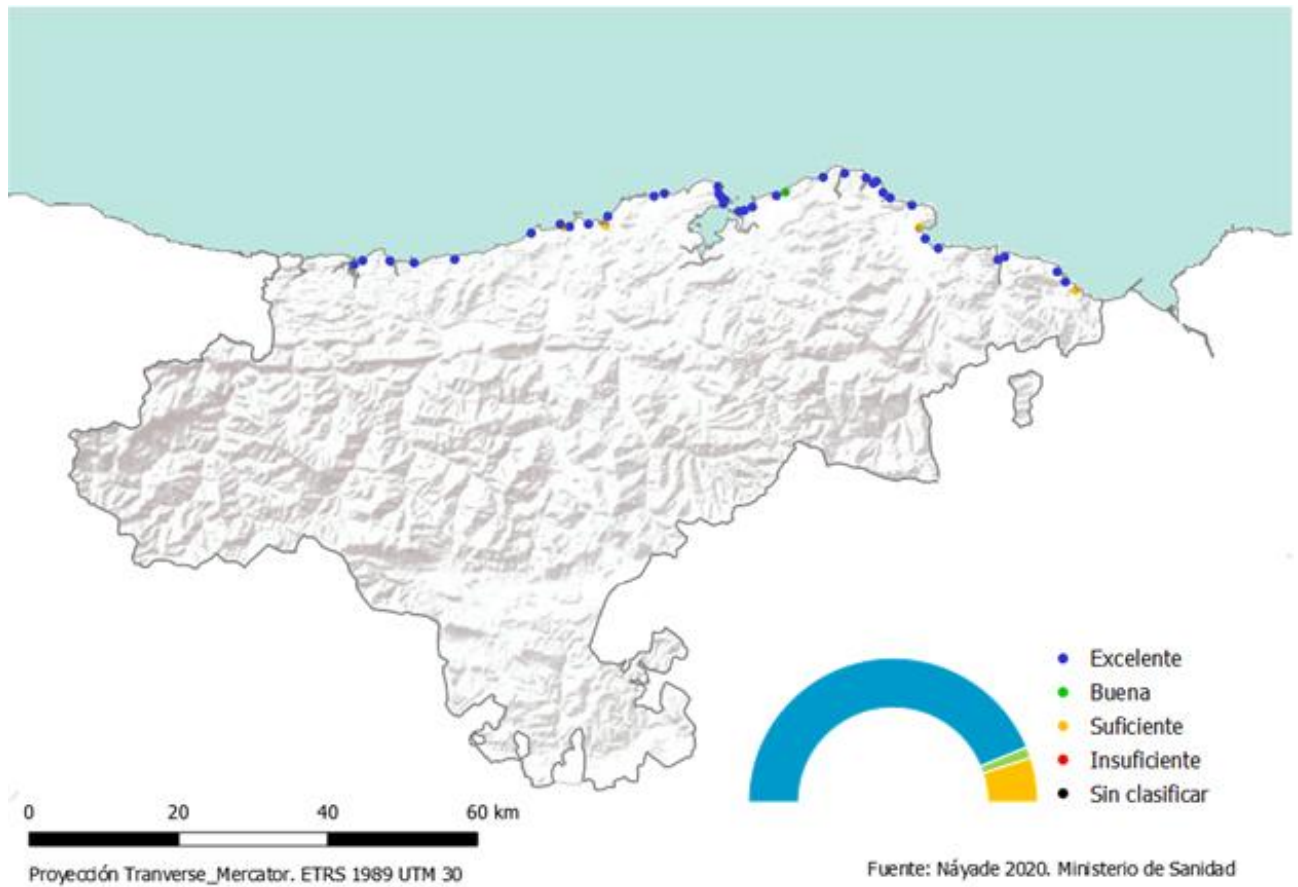 Excelente
Buena
Suficiente
Insuficiente
Sin clasificar
0 20 40 60 km
Proyección Tranverse_Mercator. ETRS 1989 UTM 30
Fuente: Náyade 2020. Ministerio de Sanidad